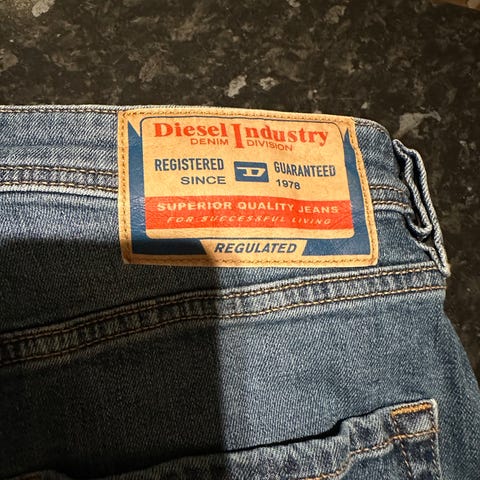 Diesel Industry
DENIM DIVISION
REGISTERED D GUARANTEED
SINCE 1978
SUPERIOR QUALITY JEANS
FOR SUCCESSFUL LIVING
REGULATED